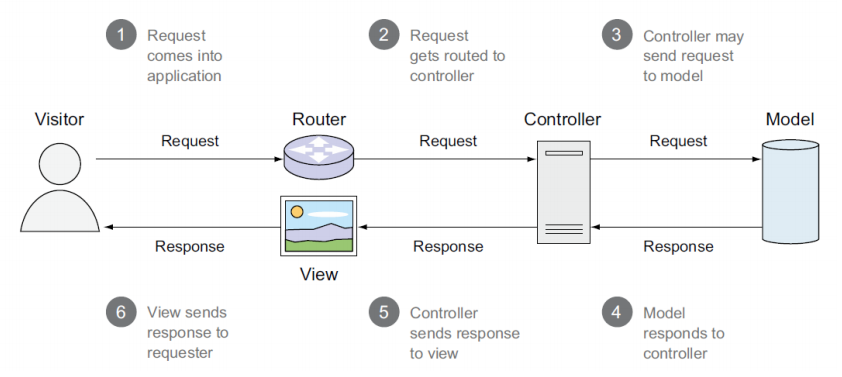 1 Request
comes into
application
2 Request
gets routed to
controller
3 Controller may
send request
to model
Visitor
Router
Controller
Model
Request
Request
Request
Response
Response
Response
View
6 View sends
response to
requester
5 Controller
sends response
to view
4 Model
responds to
controller